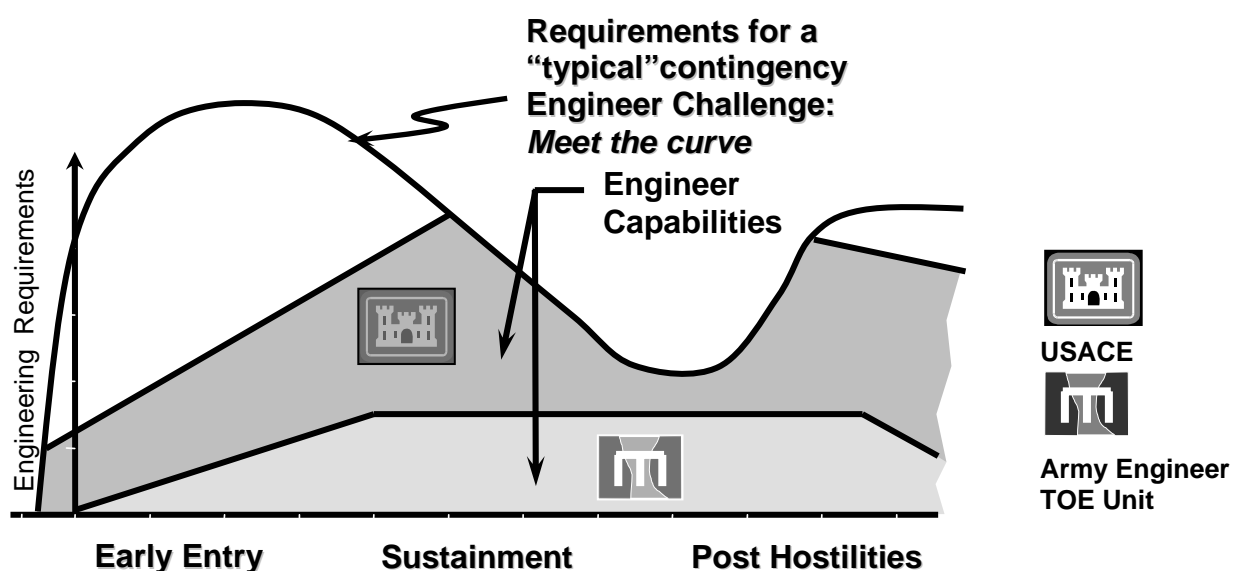 Requirements for a
“typical”contingency
Engineer Challenge:
Meet the curve
Engineer
Capabilities
Engineering Requirements
USACE
Army Engineer
TOE Unit
Early Entry
Sustainment
Post Hostilities